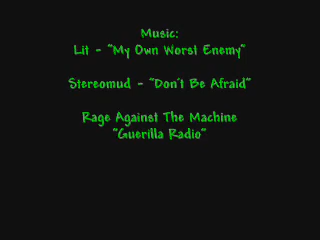 Music:
Lit - "My Own Worst Enemy"
Stereomud - "Don't Be Afraid"
Rage Against The Machine
"Guerilla Radio"